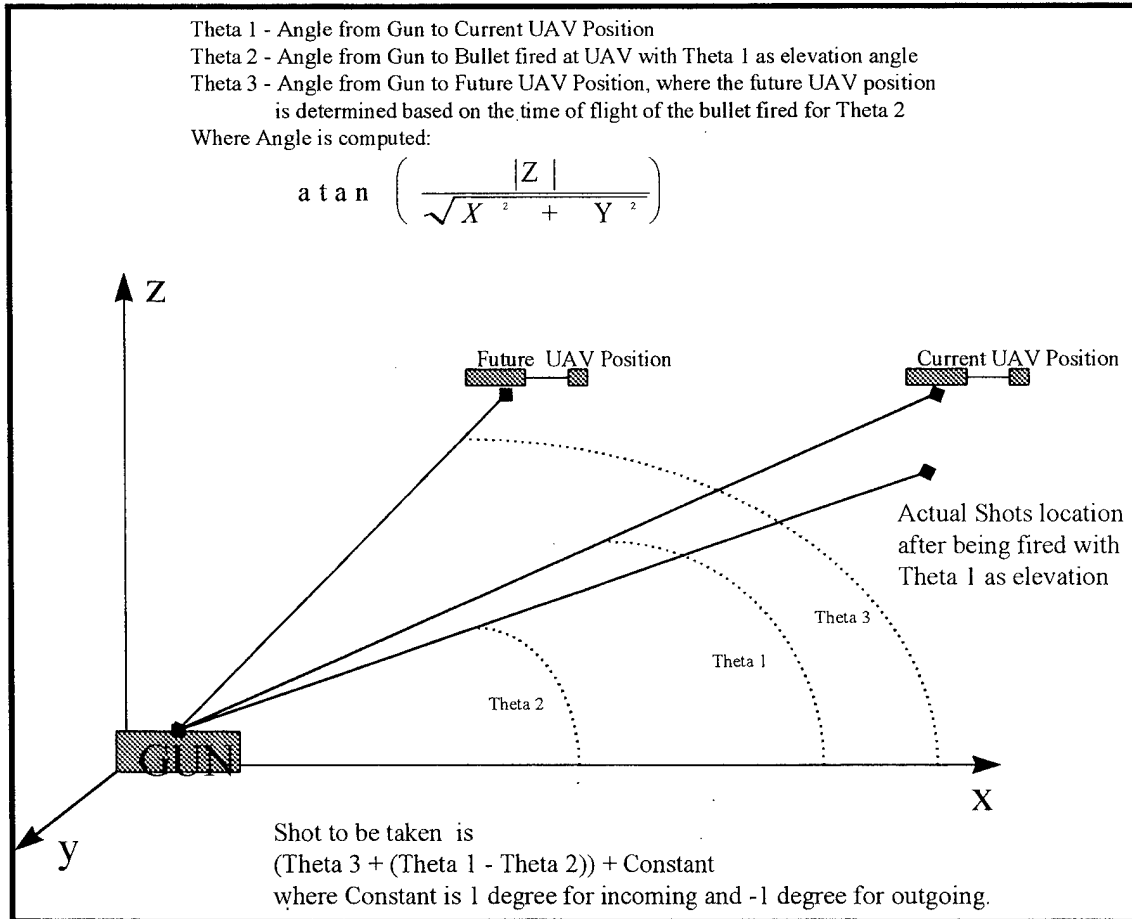 Theta 1 - Angle from Gun to Current UAV Position
Theta 2 - Angle from Gun to Bullet fired at UAV with Theta 1 as elevation angle
Theta 3 - Angle from Gun to Future UAV Position, where the future UAV position
is determined based on the time of flight of the bullet fired for Theta 2
Where Angle is computed:
atan ( |Z| / √(X² + Y²) )
Z
Future UAV Position
Current UAV Position
Actual Shots location
after being fired with
Theta 1 as elevation
Theta 3
Theta 1
Theta 2
GUN
X
y
Shot to be taken is
(Theta 3 + (Theta 1 - Theta 2)) + Constant
where Constant is 1 degree for incoming and -1 degree for outgoing.